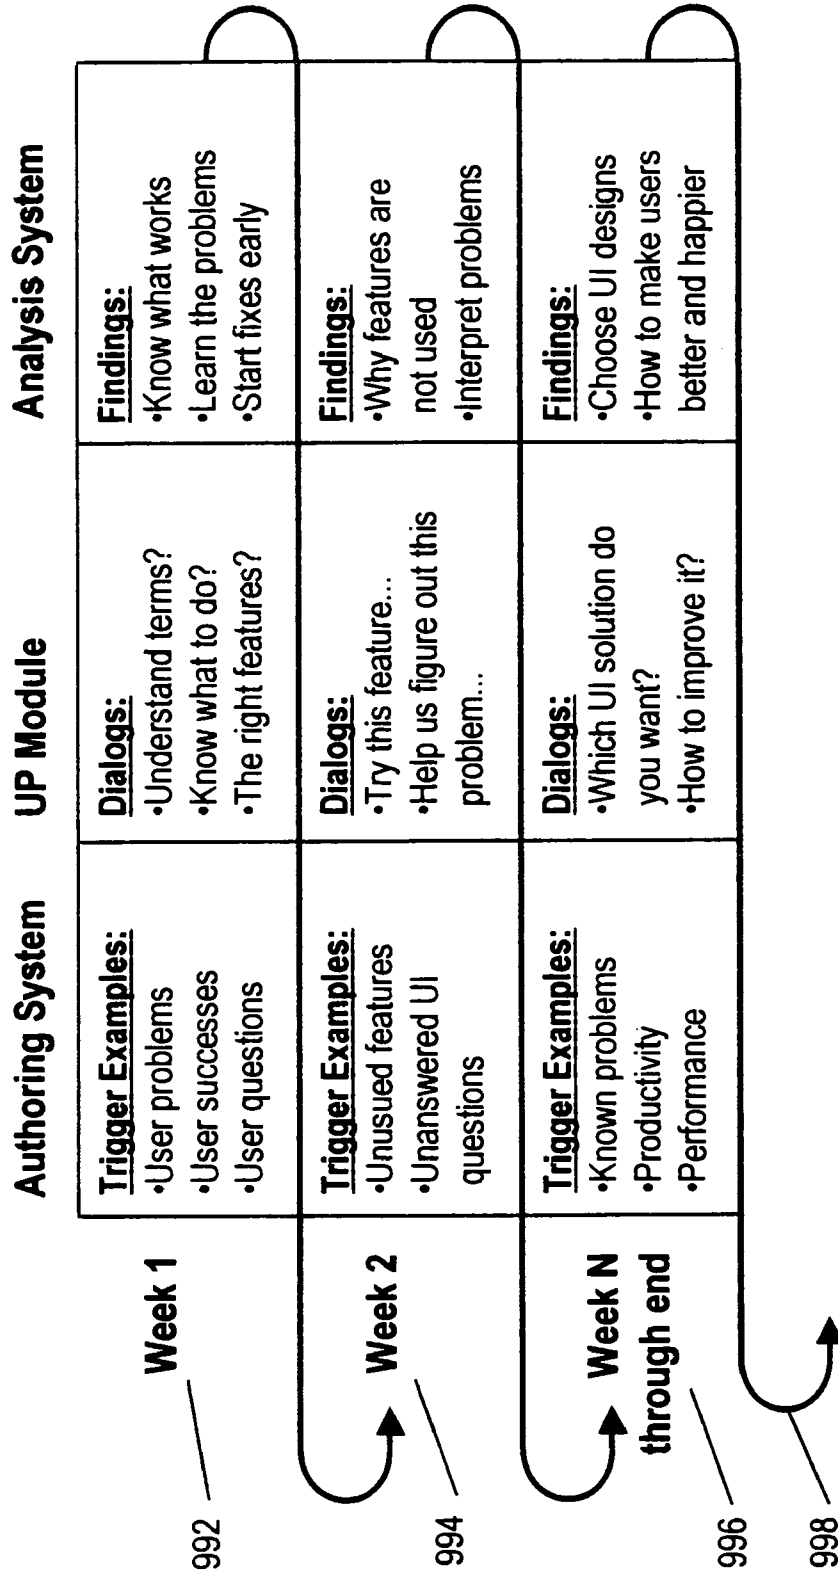 Authoring System
UP Module
Analysis System
Week 1
Trigger Examples:
•User problems
•User successes
•User questions
Dialogs:
•Understand terms?
•Know what to do?
•The right features?
Findings:
•Know what works
•Learn the problems
•Start fixes early
992
Week 2
Trigger Examples:
•Unusued features
•Unanswered UI
questions
Dialogs:
•Try this feature...
•Help us figure out this
problem...
Findings:
•Why features are
not used
•Interpret problems
994
Week N
through end
Trigger Examples:
•Known problems
•Productivity
•Performance
Dialogs:
•Which UI solution do
you want?
•How to improve it?
Findings:
•Choose UI designs
•How to make users
better and happier
996
998